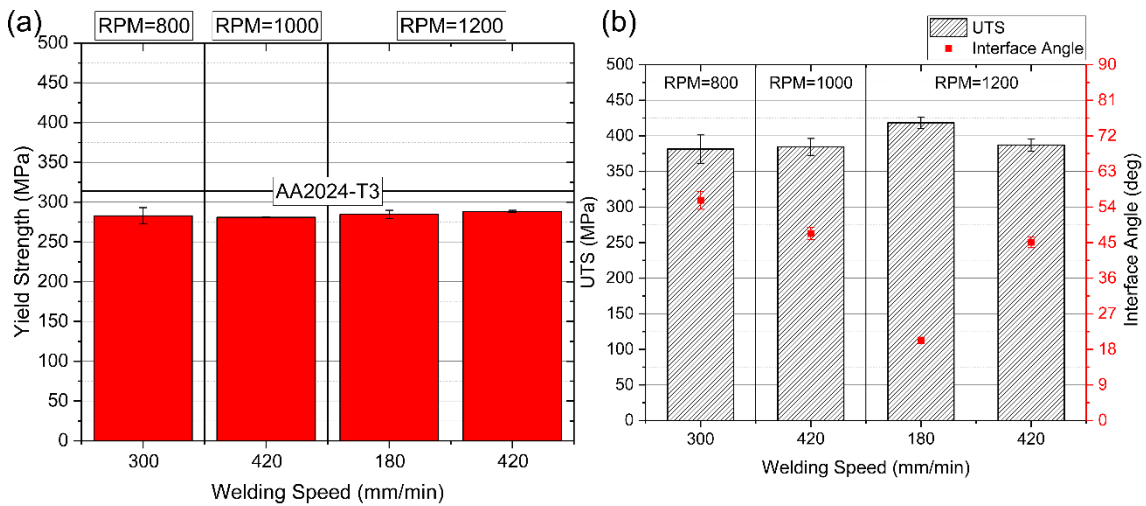 (a)
RPM=800 RPM=1000 RPM=1200
500
450
400
350
300
250
200
150
100
50
0
Yield Strength (MPa)
AA2024-T3
300 420 180 420
Welding Speed (mm/min)
(b)
UTS
Interface Angle
RPM=800 RPM=1000 RPM=1200
500
450
400
350
300
250
200
150
100
50
0
UTS (MPa)
90
81
72
63
54
45
36
27
18
9
0
Interface Angle (deg)
300 420 180 420
Welding Speed (mm/min)